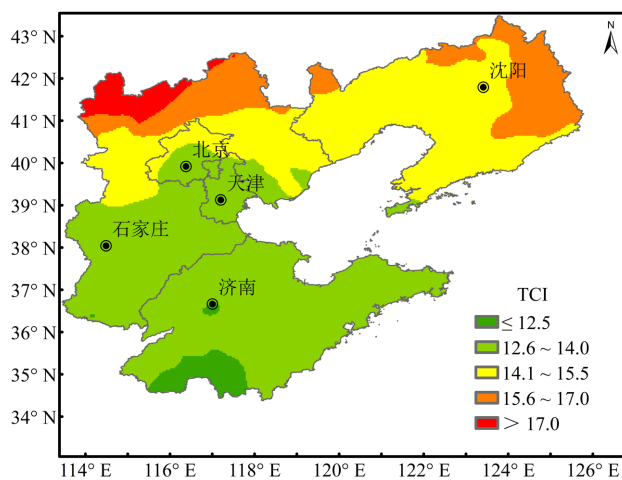 43° N
N
42° N
沈阳
41° N
北京
40° N
天津
39° N
石家庄
38° N
济南
37° N
TCI
≤ 12.5
36° N
12.6 ~ 14.0
14.1 ~ 15.5
35° N
15.6 ~ 17.0
34° N
> 17.0
114° E 116° E 118° E 120° E 122° E 124° E 126° E